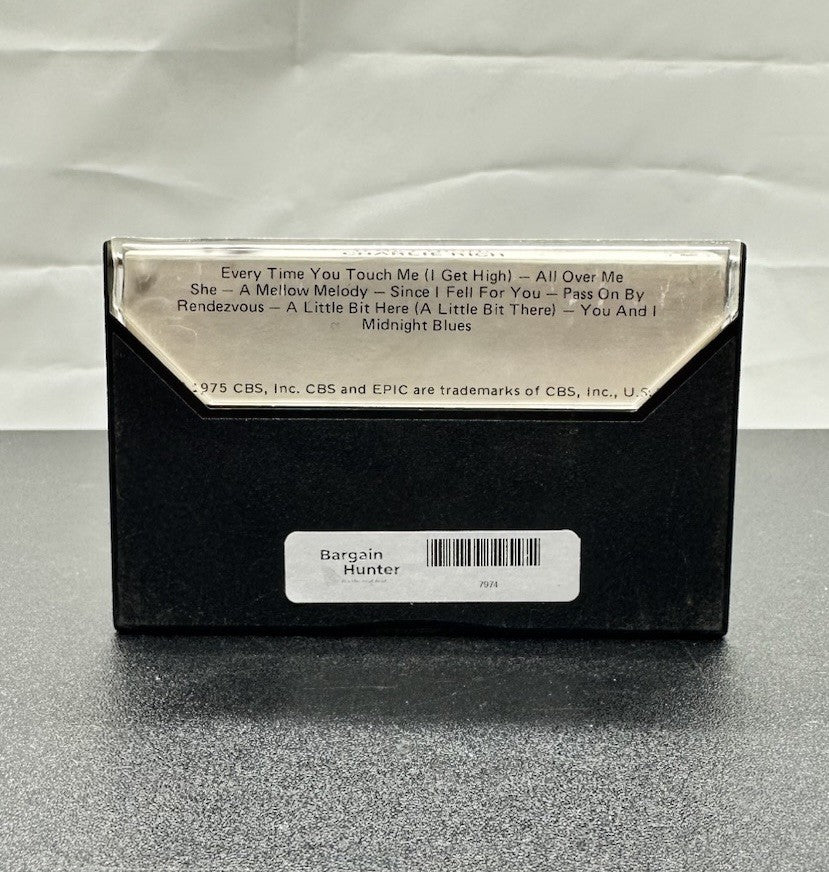 CHARLIE RICH
Every Time You Touch Me (I Get High) — All Over Me
She — A Mellow Melody — Since I Fell For You — Pass On By
Rendezvous — A Little Bit Here (A Little Bit There) — You And I
Midnight Blues
1975 CBS, Inc. CBS and EPIC are trademarks of CBS, Inc., U.S.
Bargain
Hunter
7974